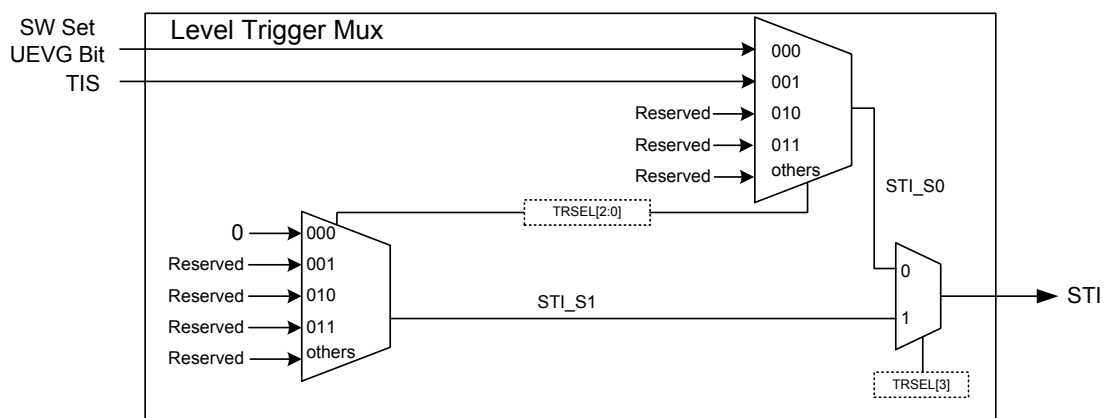 SW Set
UEVG Bit
TIS
Level Trigger Mux
000
001
Reserved 010
Reserved 011
Reserved others
STI_S0
TRSEL[2:0]
0 000
Reserved 001
Reserved 010
Reserved 011
Reserved others
STI_S1
0
1
STI
TRSEL[3]